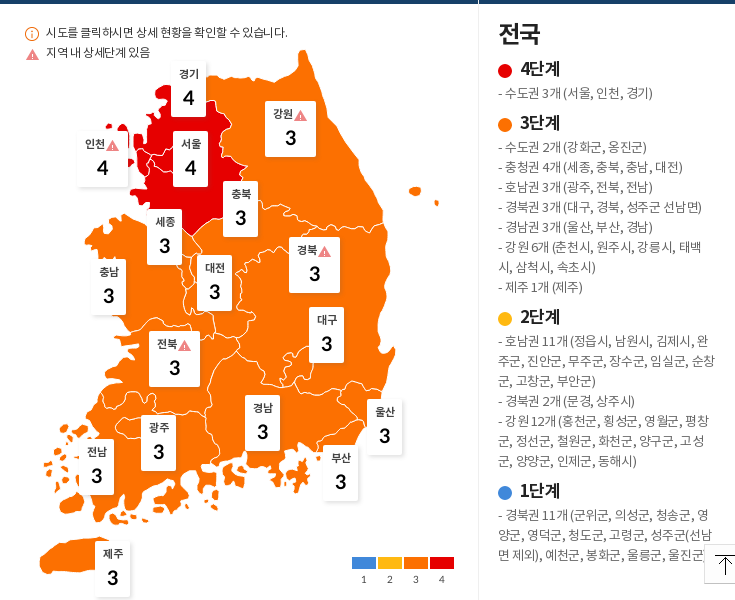 시도를 클릭하시면 상세 현황을 확인할 수 있습니다.
지역 내 상세단계 있음
경기
4
강원
3
인천
4
서울
4
충북
3
세종
3
경북
3
대전
3
충남
3
대구
3
전북
3
경남
3
울산
3
광주
3
전남
3
부산
3
제주
3
1 2 3 4
전국
4단계
- 수도권 3개 (서울, 인천, 경기)
3단계
- 수도권 2개 (강화군, 옹진군)
- 충청권 4개 (세종, 충북, 충남, 대전)
- 호남권 3개 (광주, 전북, 전남)
- 경북권 3개 (대구, 경북, 성주군 선남면)
- 경남권 3개 (울산, 부산, 경남)
- 강원 6개 (춘천시, 원주시, 강릉시, 태백
시, 삼척시, 속초시)
- 제주 1개 (제주)
2단계
- 호남권 11개 (정읍시, 남원시, 김제시, 완
주군, 진안군, 무주군, 장수군, 임실군, 순창
군, 고창군, 부안군)
- 경북권 2개 (문경, 상주시)
- 강원 12개 (홍천군, 횡성군, 영월군, 평창
군, 정선군, 철원군, 화천군, 양구군, 고성
군, 양양군, 인제군, 동해시)
1단계
- 경북권 11개 (군위군, 의성군, 청송군, 영
양군, 영덕군, 청도군, 고령군, 성주군(선남
면 제외), 예천군, 봉화군, 울릉군, 울진군